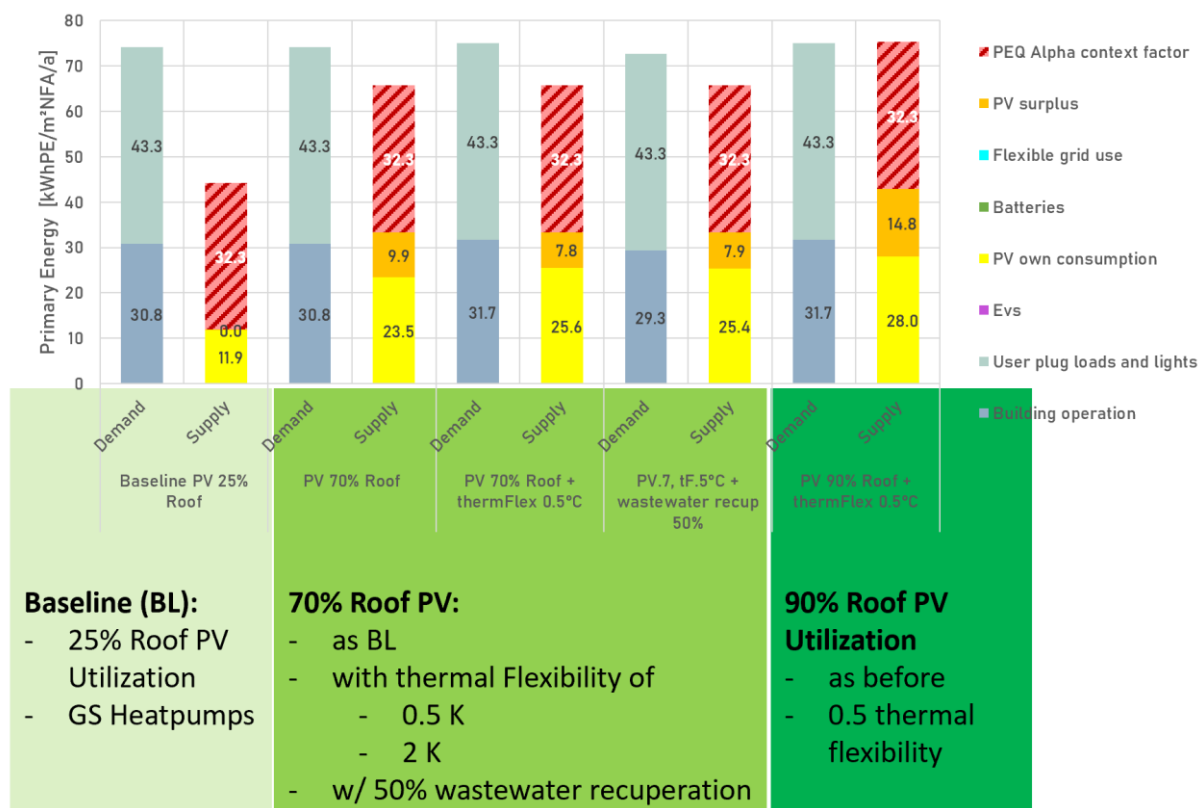 Primary Energy [kWhPE/m²NFA/a]
80
70
60
50
40
30
20
10
0
43.3
30.8
32.3
0.0
11.9
43.3
30.8
32.3
9.9
23.5
43.3
31.7
32.3
7.8
25.6
43.3
29.3
32.3
7.9
25.4
43.3
31.7
32.3
14.8
28.0
PEQ Alpha context factor
PV surplus
Flexible grid use
Batteries
PV own consumption
Evs
User plug loads and lights
Building operation
Demand
Supply
Demand
Supply
Demand
Supply
Demand
Supply
Demand
Supply
Baseline PV 25%
Roof
PV 70% Roof
PV 70% Roof +
thermFlex 0.5°C
PV.7, tF.5°C +
wastewater recup
50%
PV 90% Roof +
thermFlex 0.5°C
Baseline (BL):
- 25% Roof PV
Utilization
- GS Heatpumps
70% Roof PV:
- as BL
- with thermal Flexibility of
- 0.5 K
- 2 K
- w/ 50% wastewater recuperation
90% Roof PV
Utilization
- as before
- 0.5 thermal
flexibility